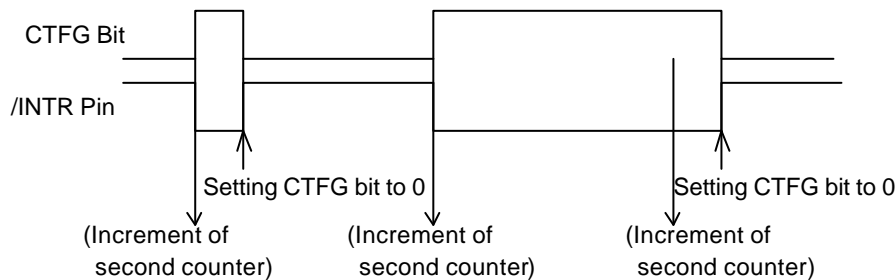 CTFG Bit
/INTR Pin
Setting CTFG bit to 0
Setting CTFG bit to 0
(Increment of
second counter)
(Increment of
second counter)
(Increment of
second counter)